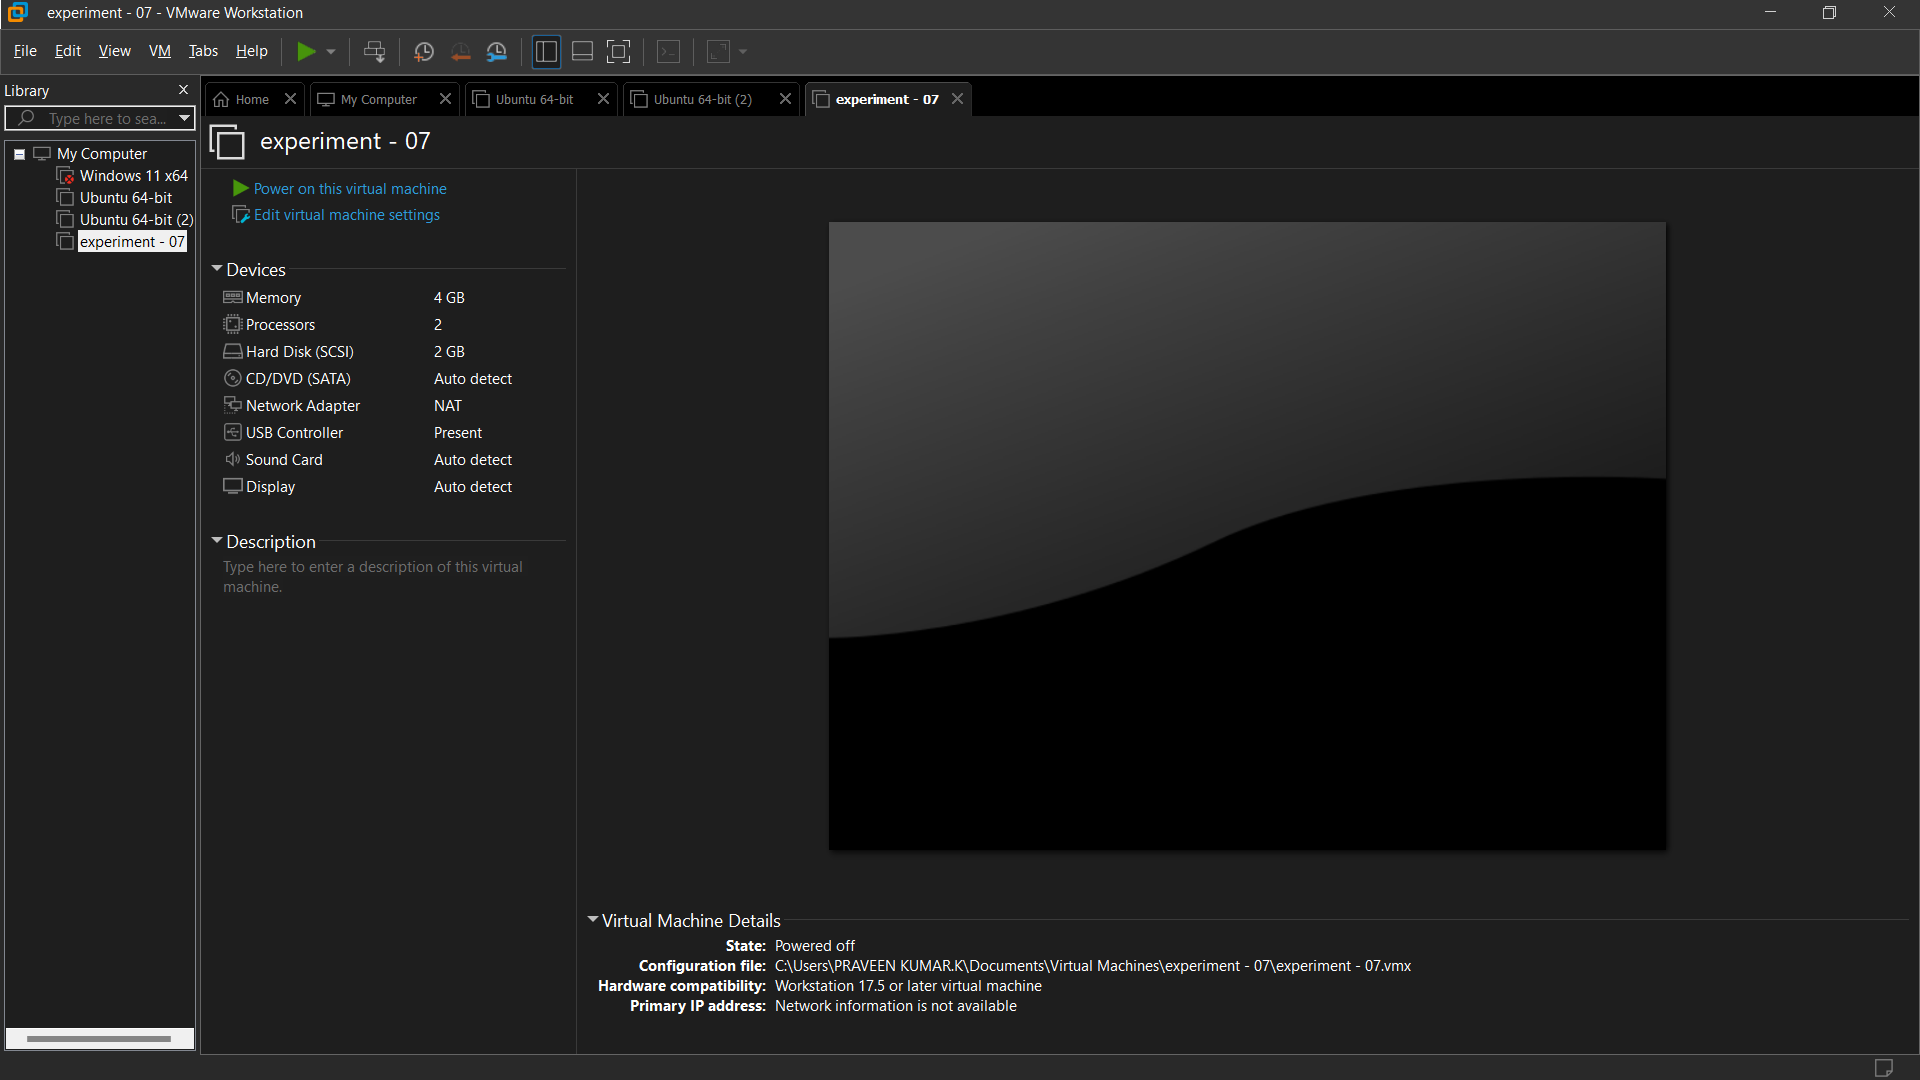 experiment - 07 - VMware Workstation
File Edit View VM Tabs Help
Library
Type here to sea...
My Computer
Windows 11 x64
Ubuntu 64-bit
Ubuntu 64-bit (2)
experiment - 07
Home My Computer Ubuntu 64-bit Ubuntu 64-bit (2) experiment - 07
experiment - 07
Power on this virtual machine
Edit virtual machine settings
Devices
Memory 4 GB
Processors 2
Hard Disk (SCSI) 2 GB
CD/DVD (SATA) Auto detect
Network Adapter NAT
USB Controller Present
Sound Card Auto detect
Display Auto detect
Description
Type here to enter a description of this virtual
machine.
Virtual Machine Details
State: Powered off
Configuration file: C:\Users\PRAVEEN KUMAR.K\Documents\Virtual Machines\experiment - 07\experiment - 07.vmx
Hardware compatibility: Workstation 17.5 or later virtual machine
Primary IP address: Network information is not available